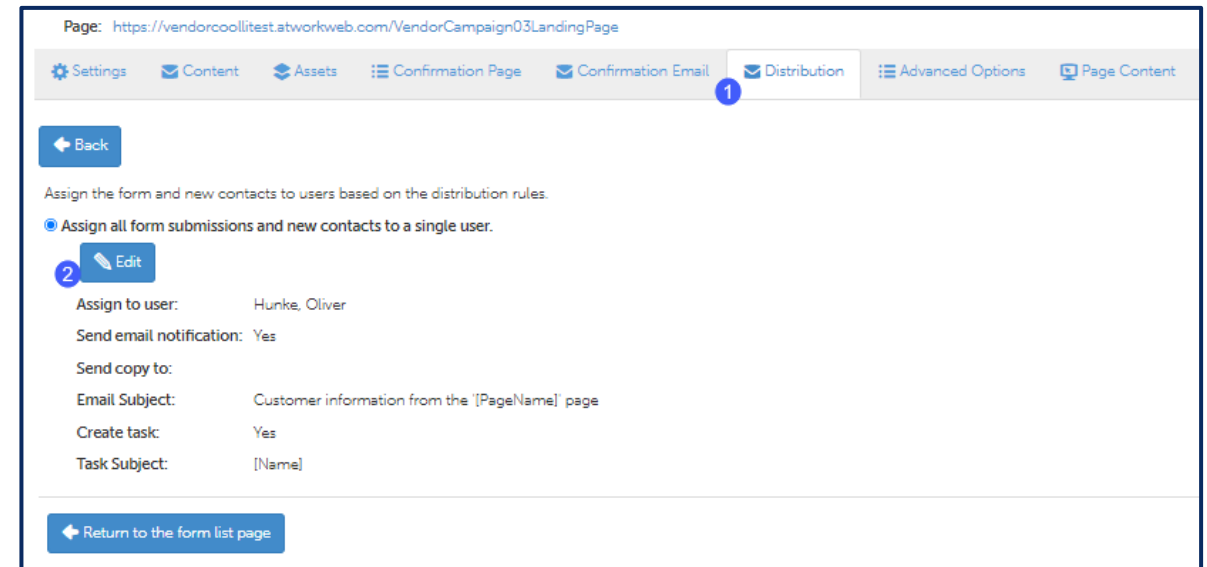 Page: https://vendorcoollitest.atworkweb.com/VendorCampaign03LandingPage
Settings Content Assets Confirmation Page Confirmation Email Distribution Advanced Options Page Content
1
Back
Assign the form and new contacts to users based on the distribution rules.
Assign all form submissions and new contacts to a single user.
2 Edit
Assign to user: Hunke, Oliver
Send email notification: Yes
Send copy to:
Email Subject: Customer information from the '[PageName]' page
Create task: Yes
Task Subject: [Name]
Return to the form list page